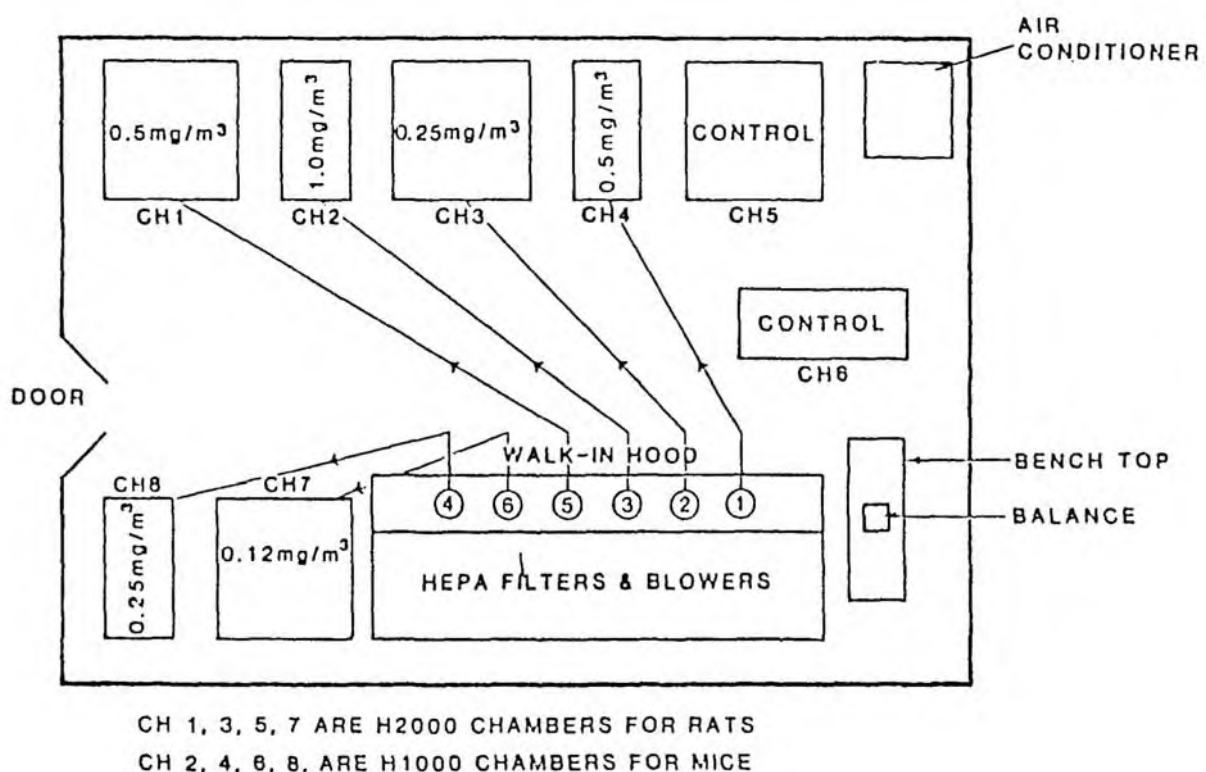 AIR
CONDITIONER
0.5mg/m³
1.0mg/m³
0.25mg/m³
0.5mg/m³
CONTROL
CH1
CH2
CH3
CH4
CH5
CONTROL
CH6
DOOR
WALK-IN HOOD
BENCH TOP
CH8
CH7
4
6
5
3
2
1
BALANCE
0.25mg/m³
0.12mg/m³
HEPA FILTERS & BLOWERS
CH 1, 3, 5, 7 ARE H2000 CHAMBERS FOR RATS
CH 2, 4, 6, 8, ARE H1000 CHAMBERS FOR MICE